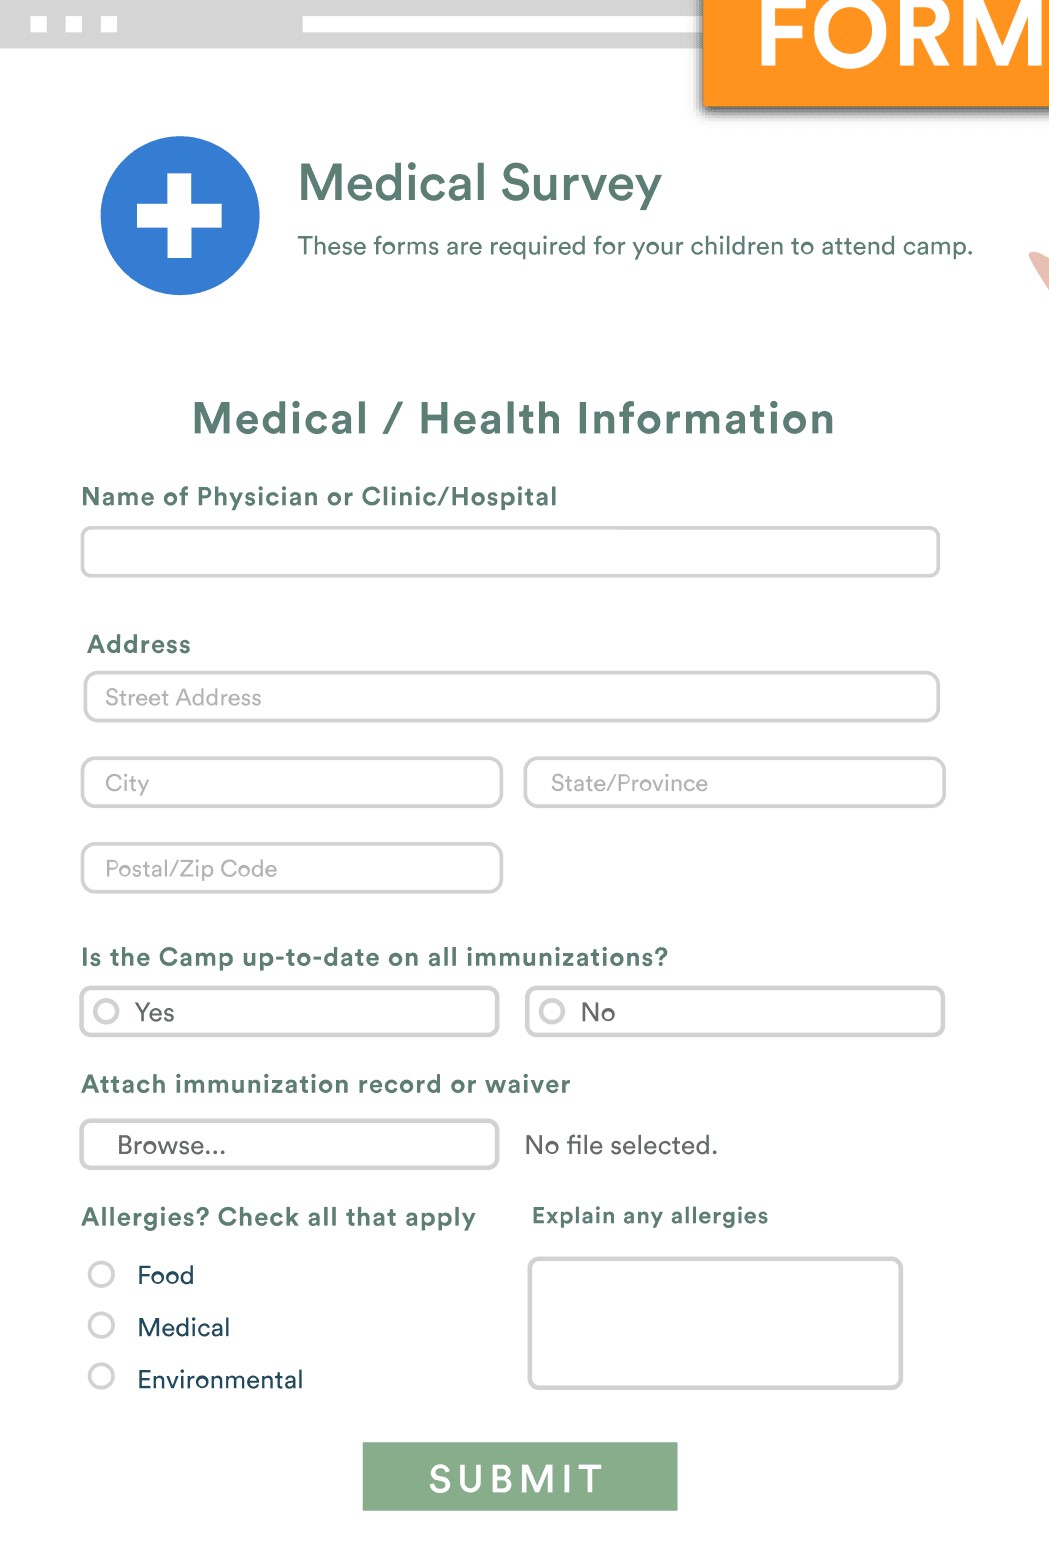 FORM
Medical Survey
These forms are required for your children to attend camp.
Medical / Health Information
Name of Physician or Clinic/Hospital
Address
Street Address
City
State/Province
Postal/Zip Code
Is the Camp up-to-date on all immunizations?
Yes
No
Attach immunization record or waiver
Browse...
No file selected.
Allergies? Check all that apply
Food
Medical
Environmental
Explain any allergies
SUBMIT